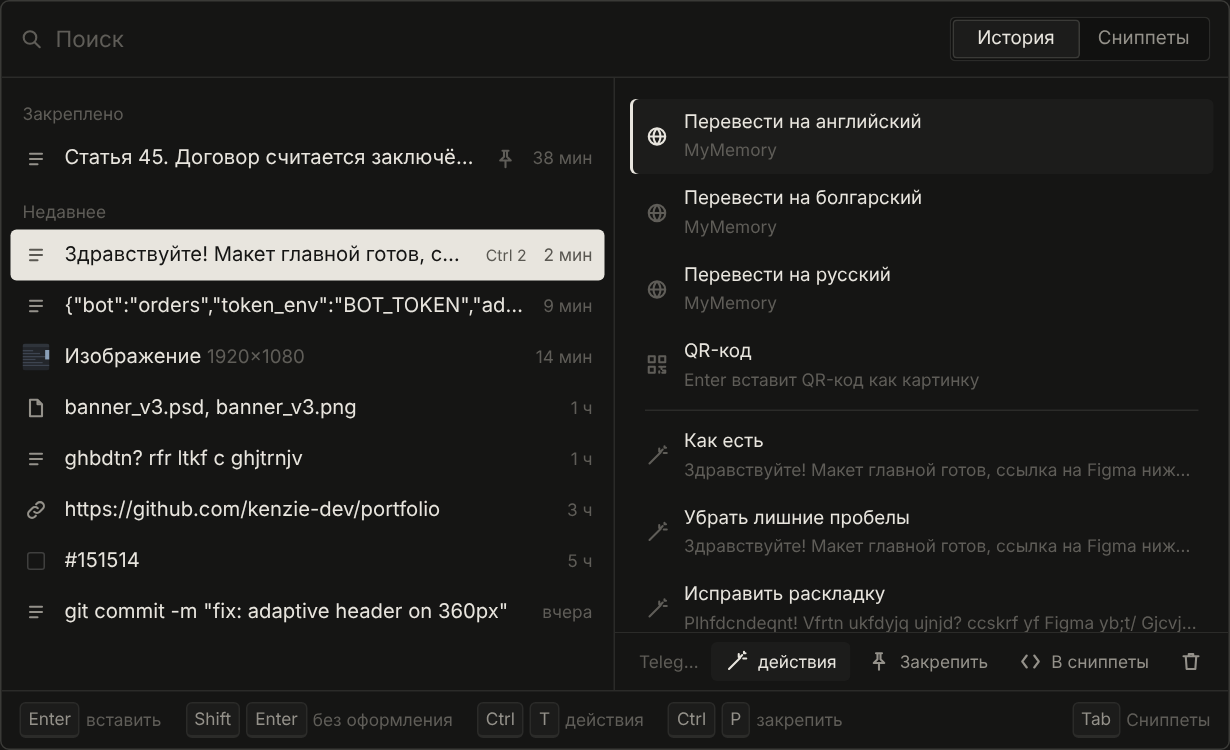 Поиск
История
Сниппеты
Закреплено
Статья 45. Договор считается заключё... 38 мин
Недавнее
Здравствуйте! Макет главной готов, с... Ctrl 2 2 мин
{"bot":"orders","token_env":"BOT_TOKEN","ad... 9 мин
Изображение 1920×1080 14 мин
banner_v3.psd, banner_v3.png 1 ч
ghbdtn? rfr ltkf c ghjtrnjv 1 ч
https://github.com/kenzie-dev/portfolio 3 ч
#151514 5 ч
git commit -m "fix: adaptive header on 360px" вчера
Перевести на английский
MyMemory
Перевести на болгарский
MyMemory
Перевести на русский
MyMemory
QR-код
Enter вставит QR-код как картинку
Как есть
Здравствуйте! Макет главной готов, ссылка на Figma ниж...
Убрать лишние пробелы
Здравствуйте! Макет главной готов, ссылка на Figma ниж...
Исправить раскладку
Plhfdcndeqnt! Vfrtn ukfdyjq ujnjd? ccskrf yf Figma yb;t/ Gjcvj...
Teleg... действия Закрепить В сниппеты
Enter вставить Shift Enter без оформления Ctrl T действия Ctrl P закрепить Tab Сниппеты